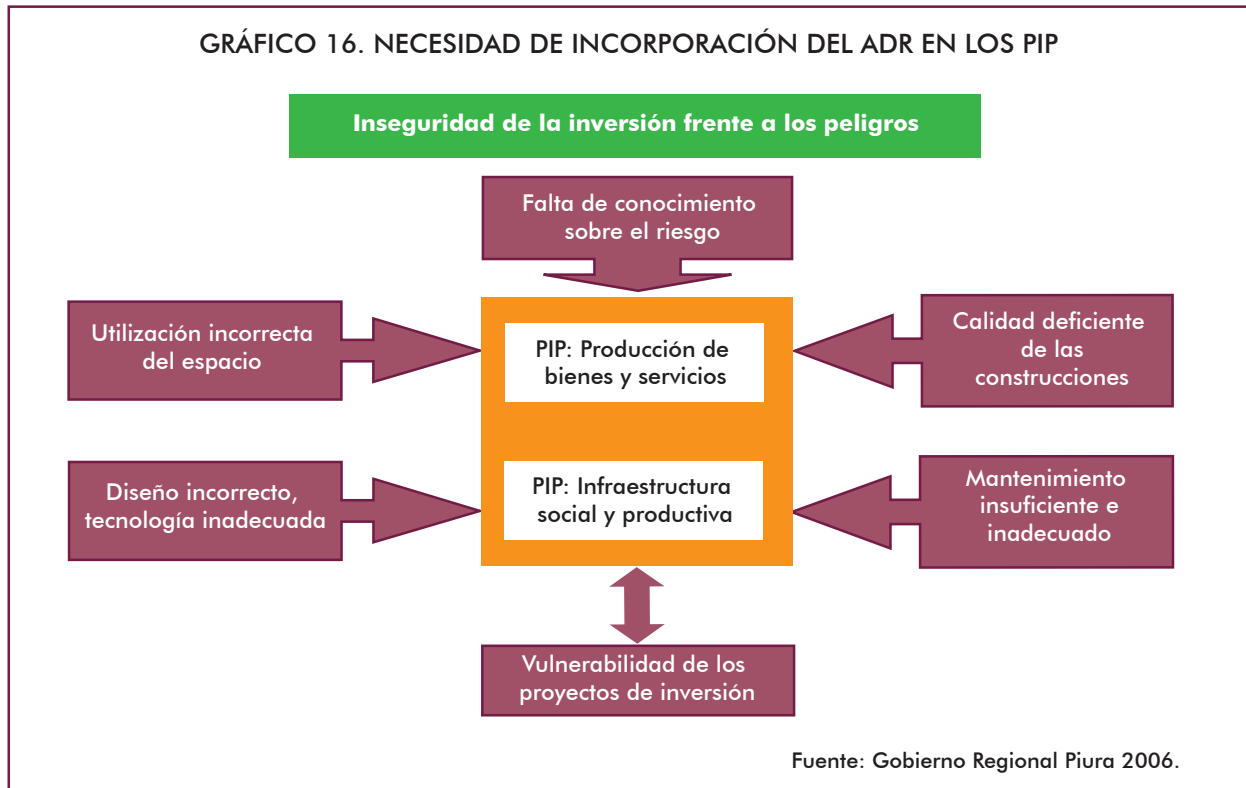 GRÁFICO 16. NECESIDAD DE INCORPORACIÓN DEL ADR EN LOS PIP
Inseguridad de la inversión frente a los peligros
Falta de conocimiento
sobre el riesgo
Utilización incorrecta
del espacio
PIP: Producción de
bienes y servicios
Calidad deficiente
de las
construcciones
Diseño incorrecto,
tecnología inadecuada
PIP: Infraestructura
social y productiva
Mantenimiento
insuficiente e
inadecuado
Vulnerabilidad de los
proyectos de inversión
Fuente: Gobierno Regional Piura 2006.